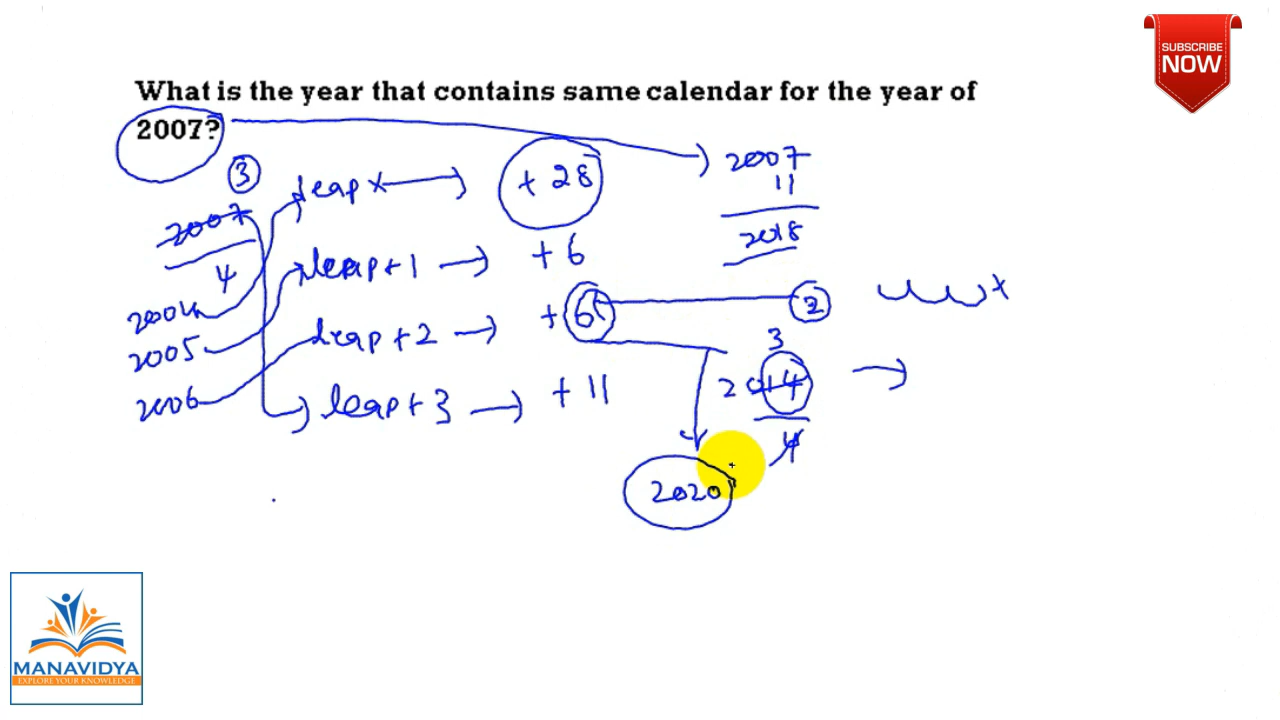 SUBSCRIBE
NOW
What is the year that contains same calendar for the year of
2007?
3
2007
4
2004
2005
2006
leap x → + 28
leap + 1 → + 6
leap + 2 → + 6
leap + 3 → + 11
2007
11
2018
2
3
2014
4
2020
MANAVIDYA
EXPLORE YOUR KNOWLEDGE